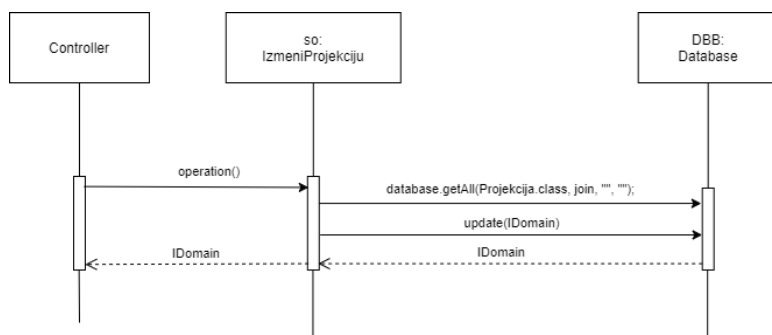 Controller
so:
IzmeniProjekciju
DBB:
Database
operation()
database.getAll(Projekcija.class, join, "", "");
update(IDomain)
IDomain
IDomain